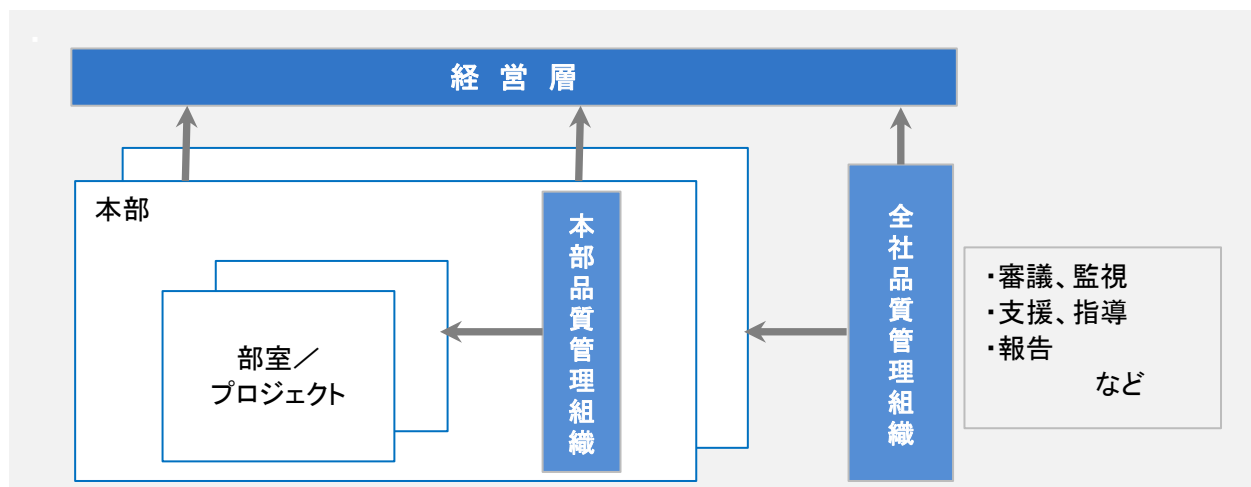 経 営 層
本部
本部品質管理組織
部室／
プロジェクト
全社品質管理組織
・審議、監視
・支援、指導
・報告
など